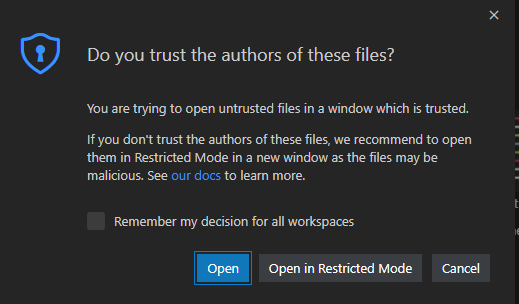 Do you trust the authors of these files?
You are trying to open untrusted files in a window which is trusted.
If you don't trust the authors of these files, we recommend to open
them in Restricted Mode in a new window as the files may be
malicious. See our docs to learn more.
Remember my decision for all workspaces
Open
Open in Restricted Mode
Cancel